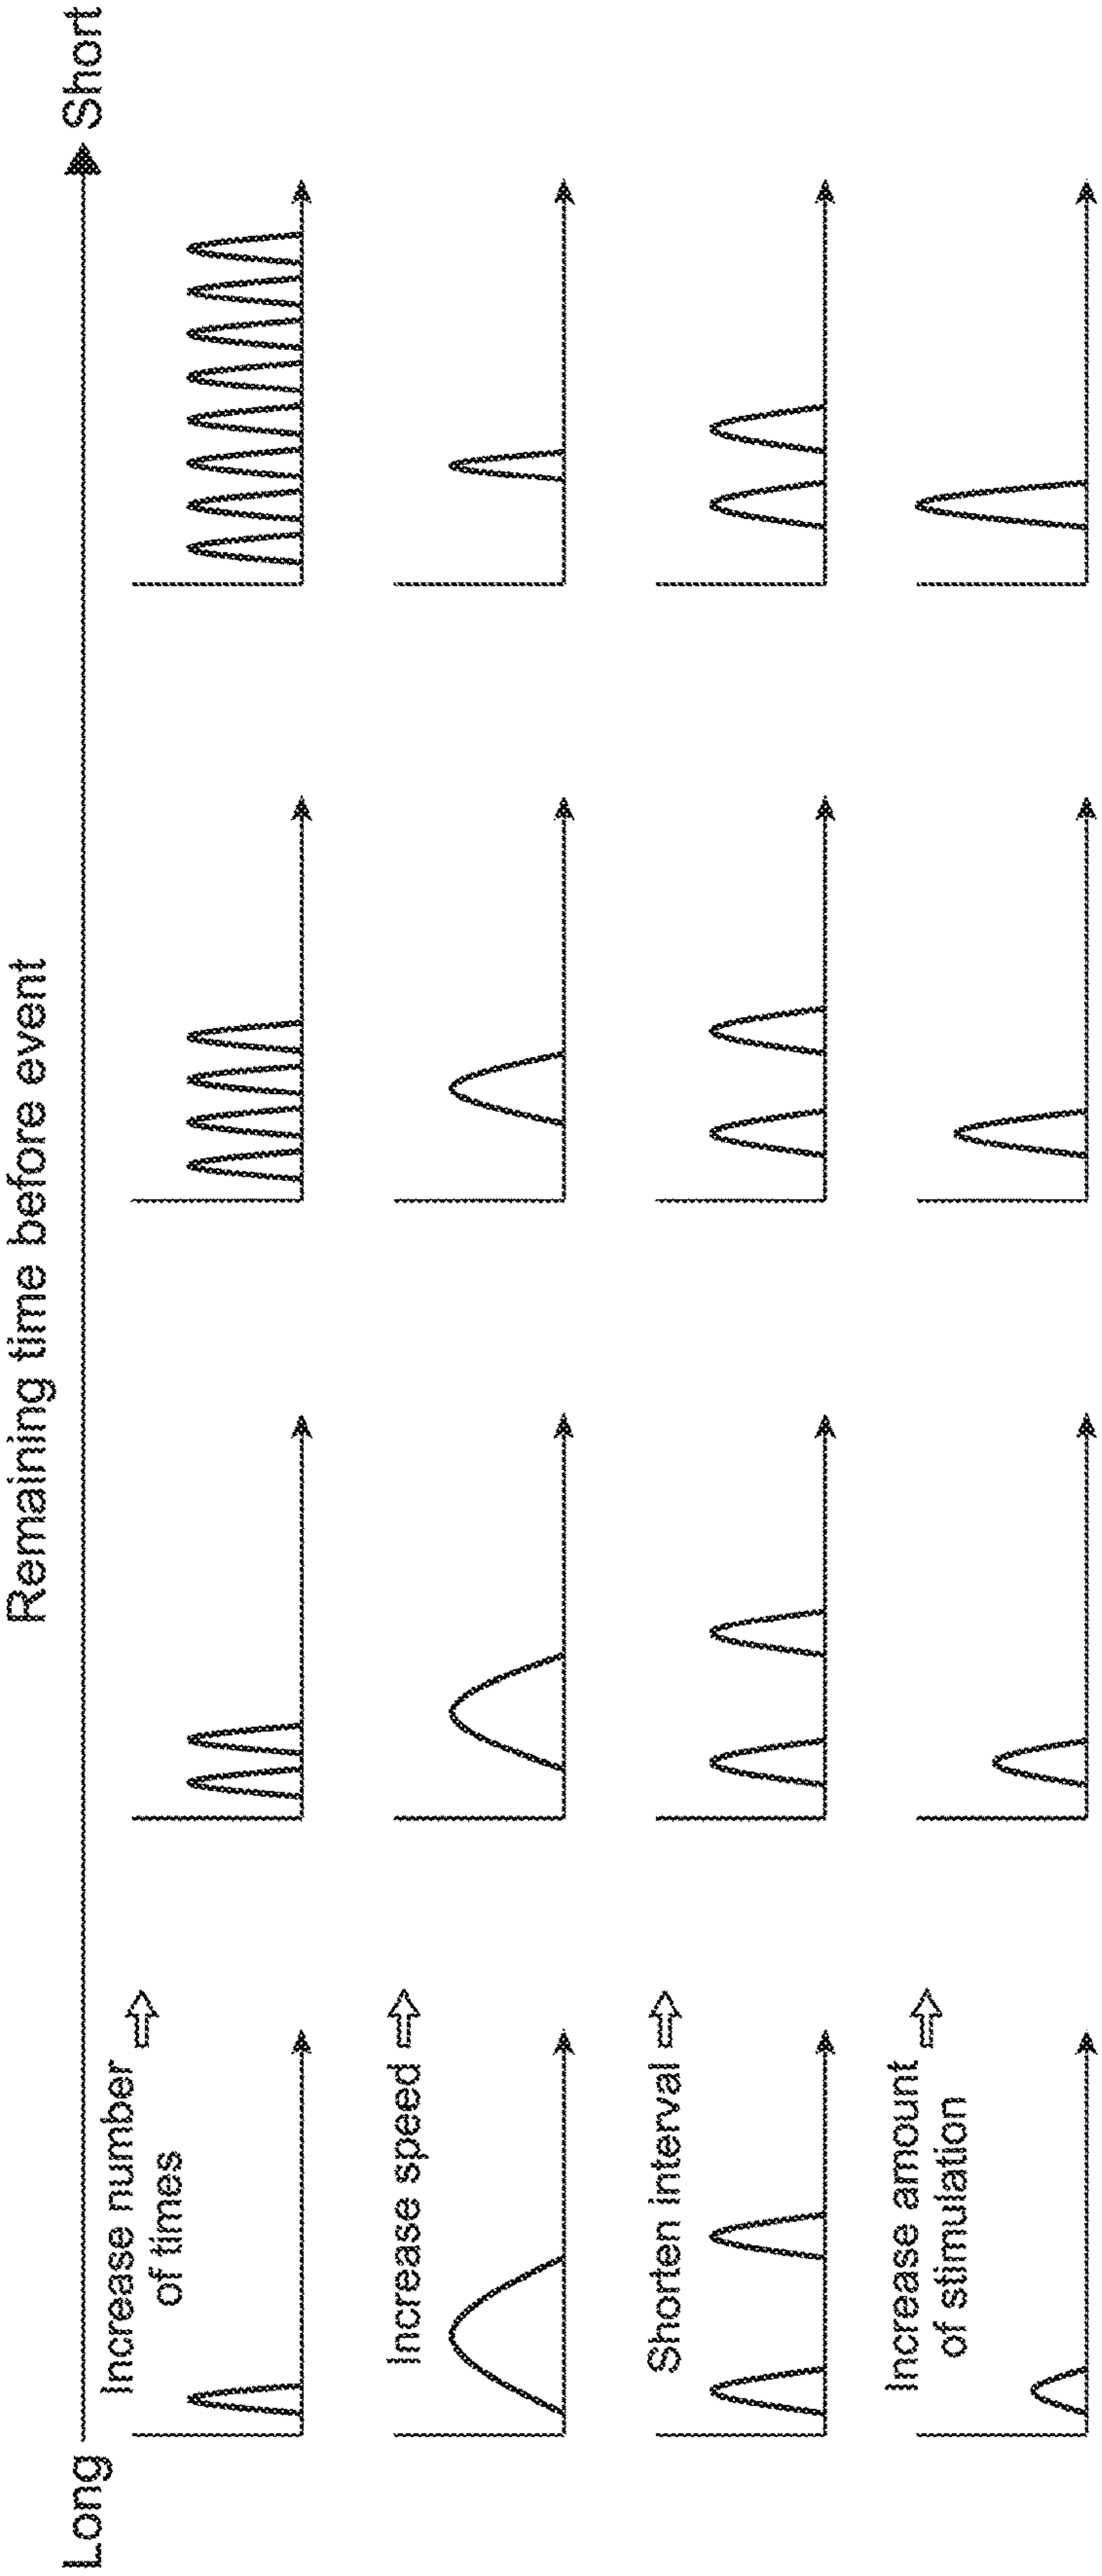 Remaining time before event
Long
Short
Increase number
of times
Increase speed
Shorten interval
Increase amount
of stimulation